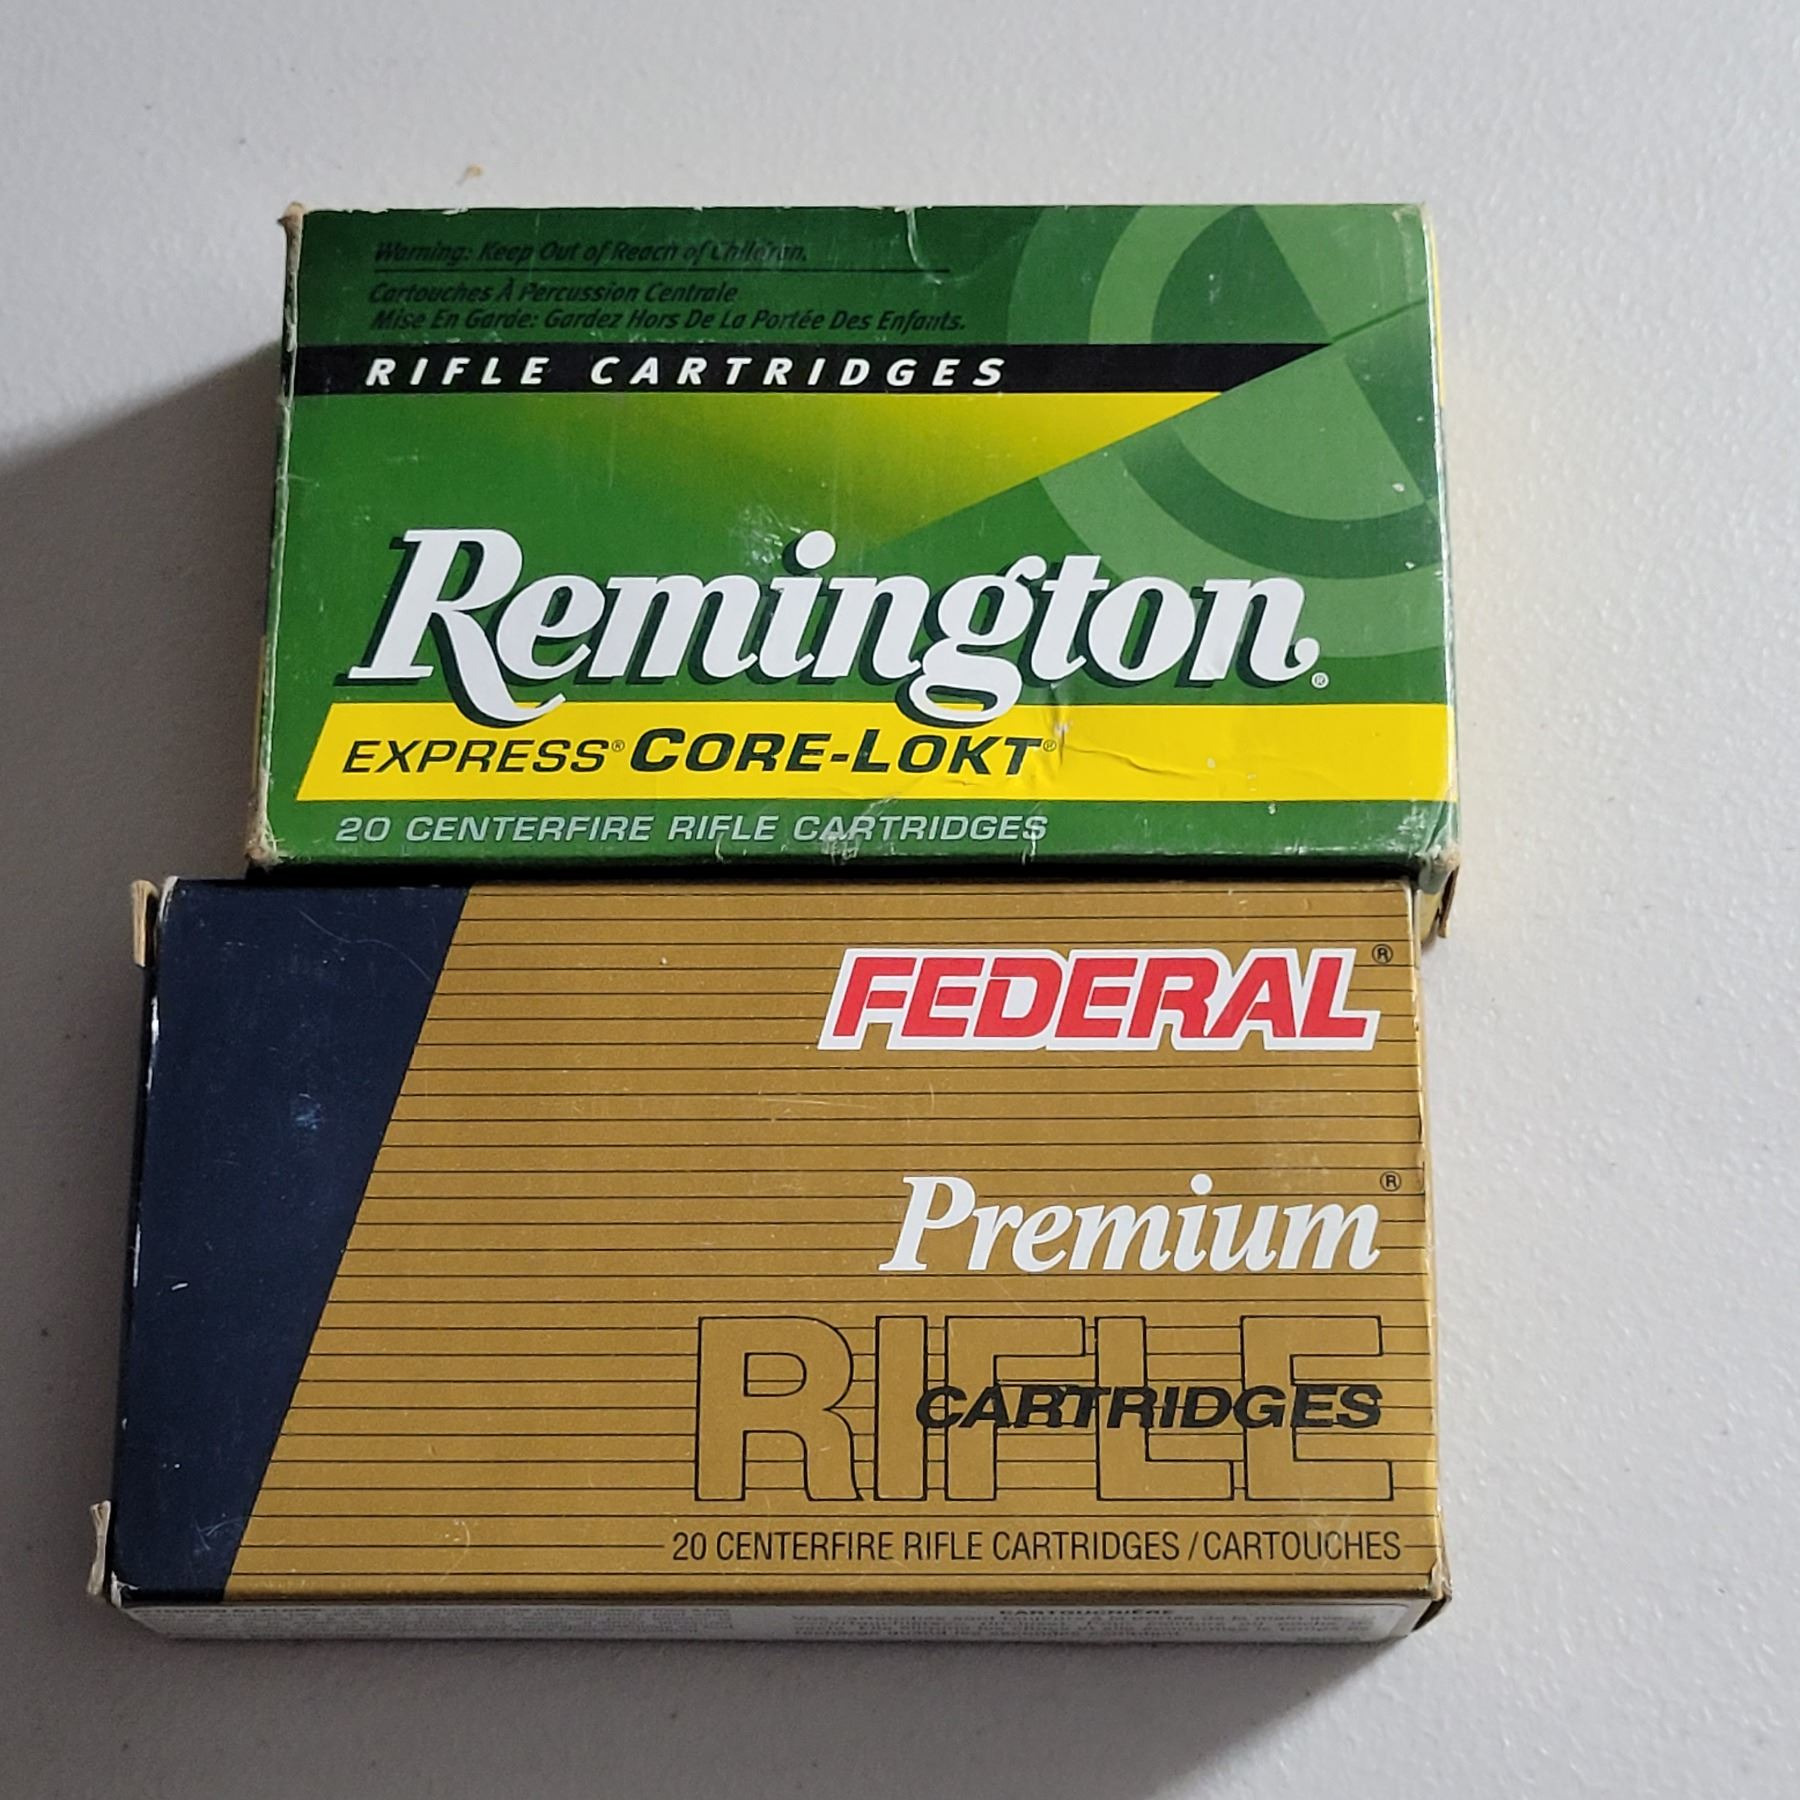 Warning: Keep Out of Reach of Children.
Cartouches À Percussion Centrale
Mise En Garde: Gardez Hors De La Portée Des Enfants.
RIFLE CARTRIDGES
Remington®
EXPRESS® CORE-LOKT®
20 CENTERFIRE RIFLE CARTRIDGES
FEDERAL®
Premium®
RIFLE
CARTRIDGES
20 CENTERFIRE RIFLE CARTRIDGES / CARTOUCHES
CARTOUCHIÈRE